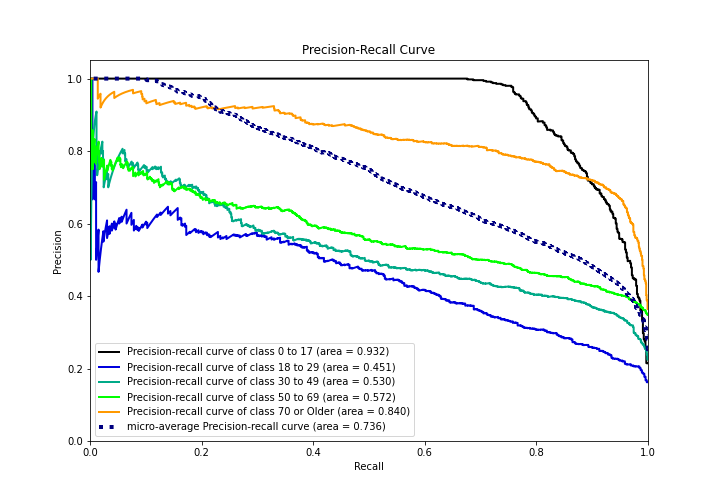 Precision-Recall Curve
Precision
1.0
0.8
0.6
0.4
0.2
0.0
Precision-recall curve of class 0 to 17 (area = 0.932)
Precision-recall curve of class 18 to 29 (area = 0.451)
Precision-recall curve of class 30 to 49 (area = 0.530)
Precision-recall curve of class 50 to 69 (area = 0.572)
Precision-recall curve of class 70 or Older (area = 0.840)
micro-average Precision-recall curve (area = 0.736)
0.0 0.2 0.4 0.6 0.8 1.0
Recall